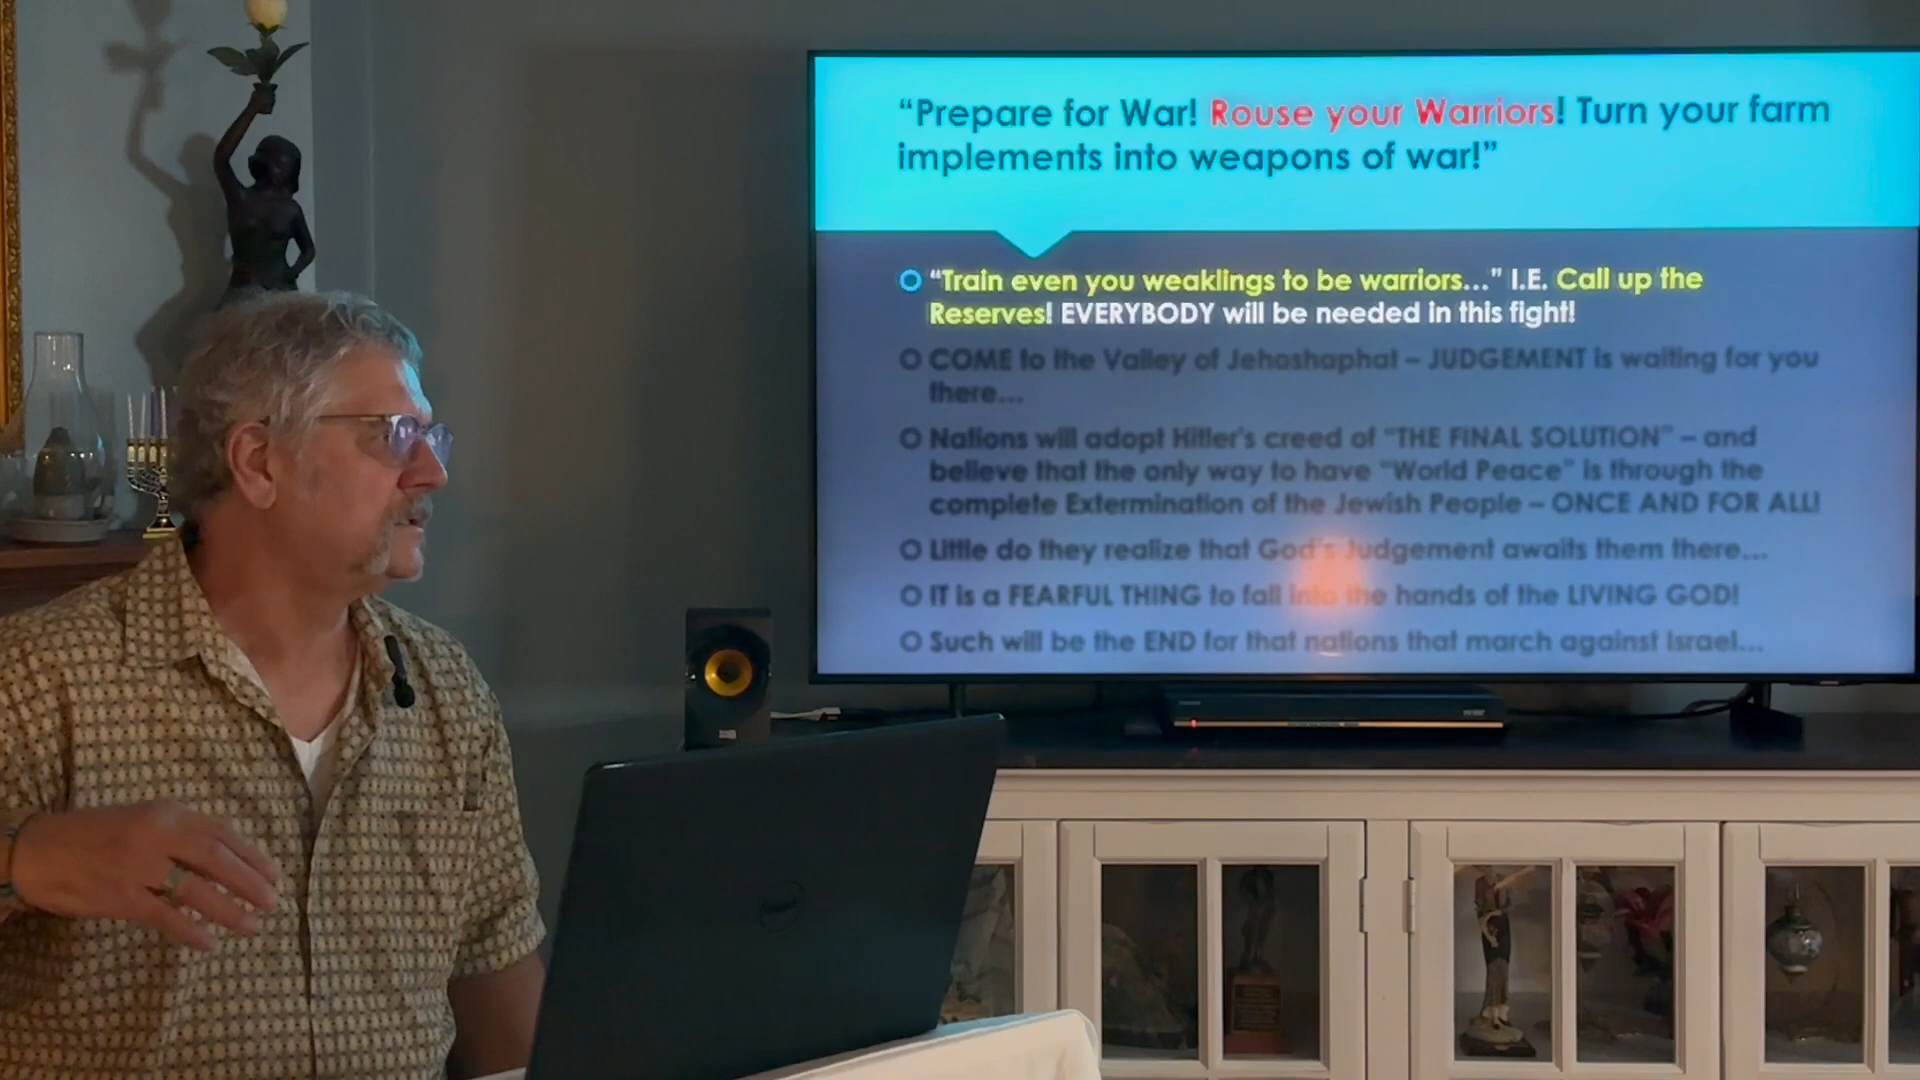 “Prepare for War! Rouse your Warriors! Turn your farm
implements into weapons of war!”
“Train even you weaklings to be warriors...” I.E. Call up the
Reserves! EVERYBODY will be needed in this fight!
COME to the Valley of Jehoshaphat – JUDGEMENT is waiting for you
there...
Nations will adopt Hitler's creed of “THE FINAL SOLUTION” – and
believe that the only way to have “World Peace” is through the
complete Extermination of the Jewish People – ONCE AND FOR ALL!
Little do they realize that God's Judgement awaits them there...
IT is a FEARFUL THING to fall into the hands of the LIVING GOD!
Such will be the END for that nations that march against Israel...